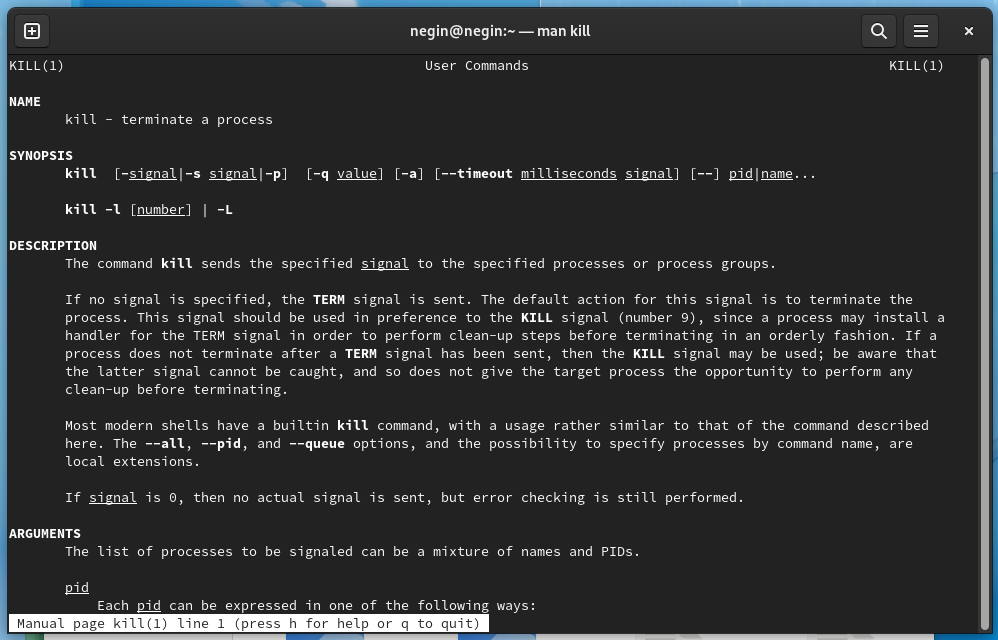 negin@negin:~ — man kill
KILL(1) User Commands KILL(1)
NAME
kill - terminate a process
SYNOPSIS
kill [-signal|-s signal|-p] [-q value] [-a] [--timeout milliseconds signal] [--] pid|name...
kill -l [number] | -L
DESCRIPTION
The command kill sends the specified signal to the specified processes or process groups.
If no signal is specified, the TERM signal is sent. The default action for this signal is to terminate the
process. This signal should be used in preference to the KILL signal (number 9), since a process may install a
handler for the TERM signal in order to perform clean-up steps before terminating in an orderly fashion. If a
process does not terminate after a TERM signal has been sent, then the KILL signal may be used; be aware that
the latter signal cannot be caught, and so does not give the target process the opportunity to perform any
clean-up before terminating.
Most modern shells have a builtin kill command, with a usage rather similar to that of the command described
here. The --all, --pid, and --queue options, and the possibility to specify processes by command name, are
local extensions.
If signal is 0, then no actual signal is sent, but error checking is still performed.
ARGUMENTS
The list of processes to be signaled can be a mixture of names and PIDs.
pid
Each pid can be expressed in one of the following ways:
Manual page kill(1) line 1 (press h for help or q to quit)